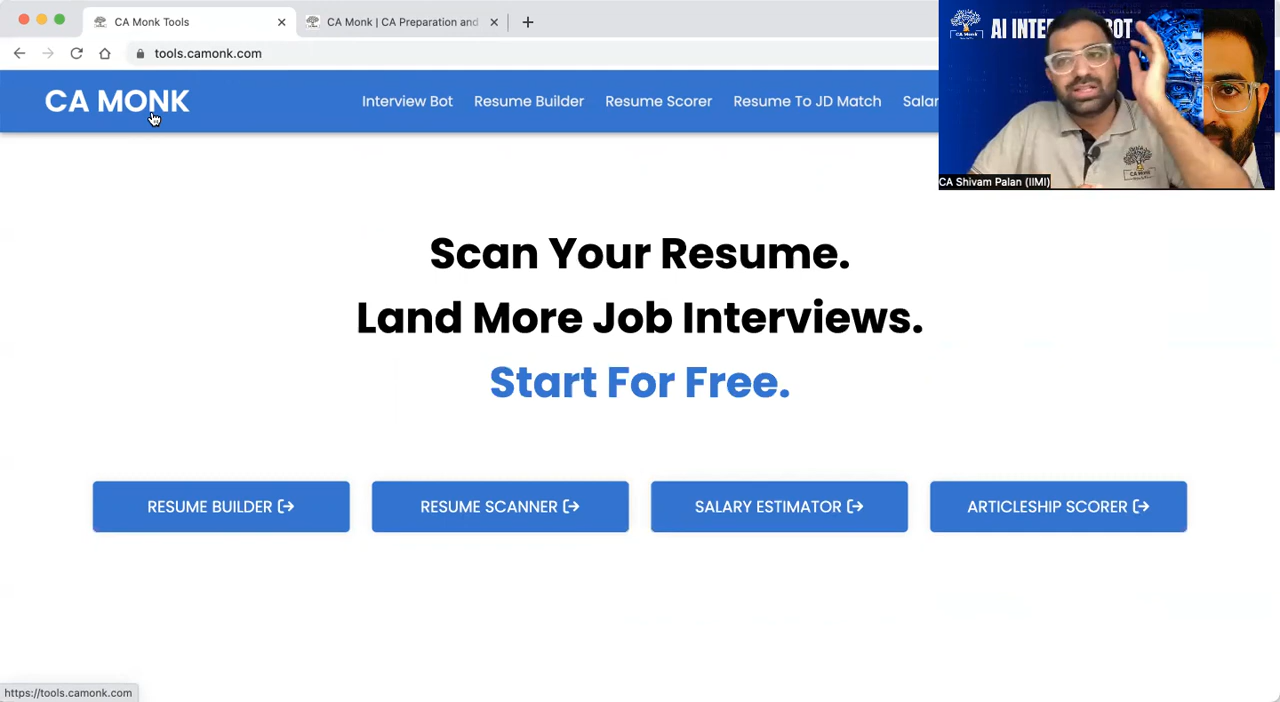 CA Monk Tools
CA Monk | CA Preparation and
tools.camonk.com
CA MONK
Interview Bot
Resume Builder
Resume Scorer
Resume To JD Match
Salar
CA Shivam Palan (IIMI)
Scan Your Resume.
Land More Job Interviews.
Start For Free.
RESUME BUILDER
RESUME SCANNER
SALARY ESTIMATOR
ARTICLESHIP SCORER
https://tools.camonk.com